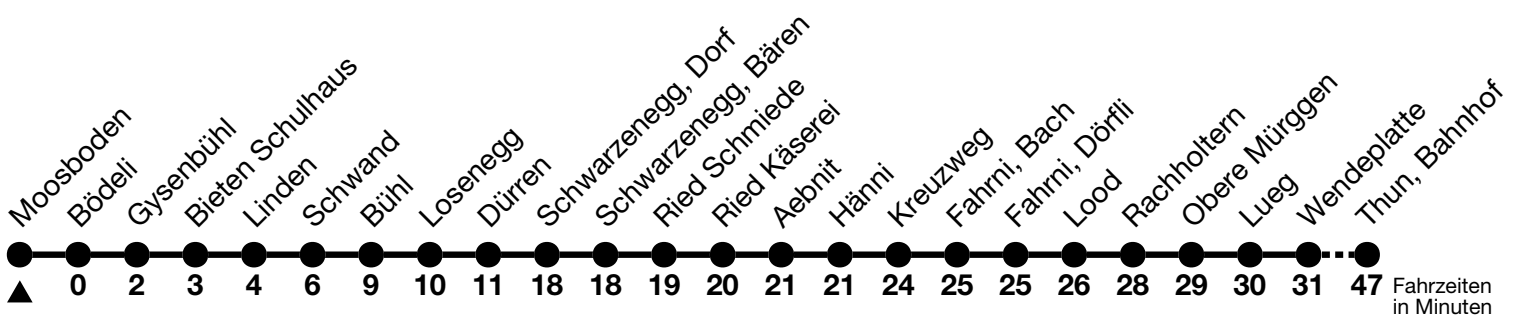 Moosboden
Bödeli
Gysenbühl
Bieten Schulhaus
Linden
Schwand
Bühl
Losenegg
Dürren
Schwarzenegg, Dorf
Schwarzenegg, Bären
Ried Schmiede
Ried Käserei
Aebnit
Hänni
Kreuzweg
Fahrni, Bach
Fahrni, Dörfli
Lood
Rachholtern
Obere Mürggen
Lueg
Wendeplatte
Thun, Bahnhof
0 2 3 4 6 9 10 11 18 18 19 20 21 21 24 25 25 26 28 29 30 31 47 Fahrzeiten
in Minuten